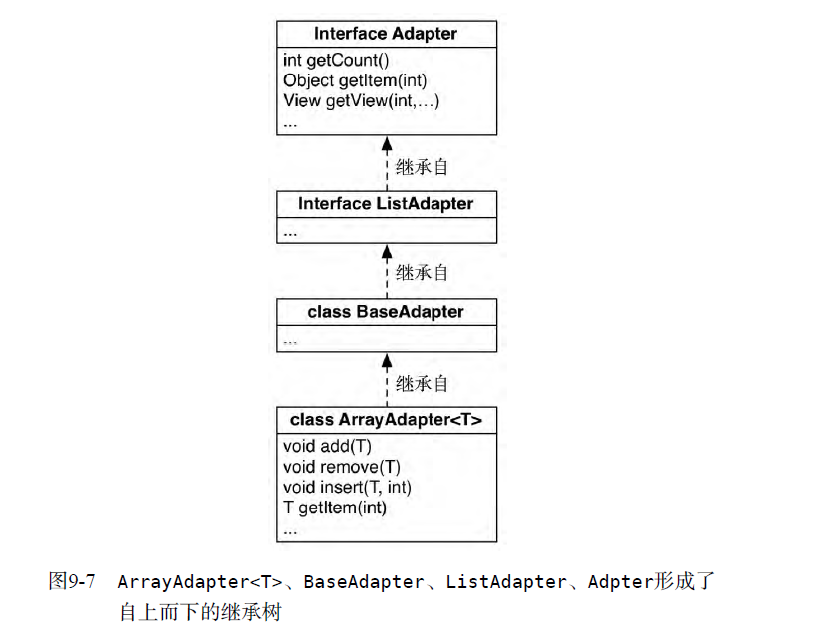 Interface Adapter
int getCount()
Object getItem(int)
View getView(int,…)
...
继承自
Interface ListAdapter
...
继承自
class BaseAdapter
...
继承自
class ArrayAdapter<T>
void add(T)
void remove(T)
void insert(T, int)
T getItem(int)
...
图9-7 ArrayAdapter<T>、BaseAdapter、ListAdapter、Adpter形成了
自上而下的继承树